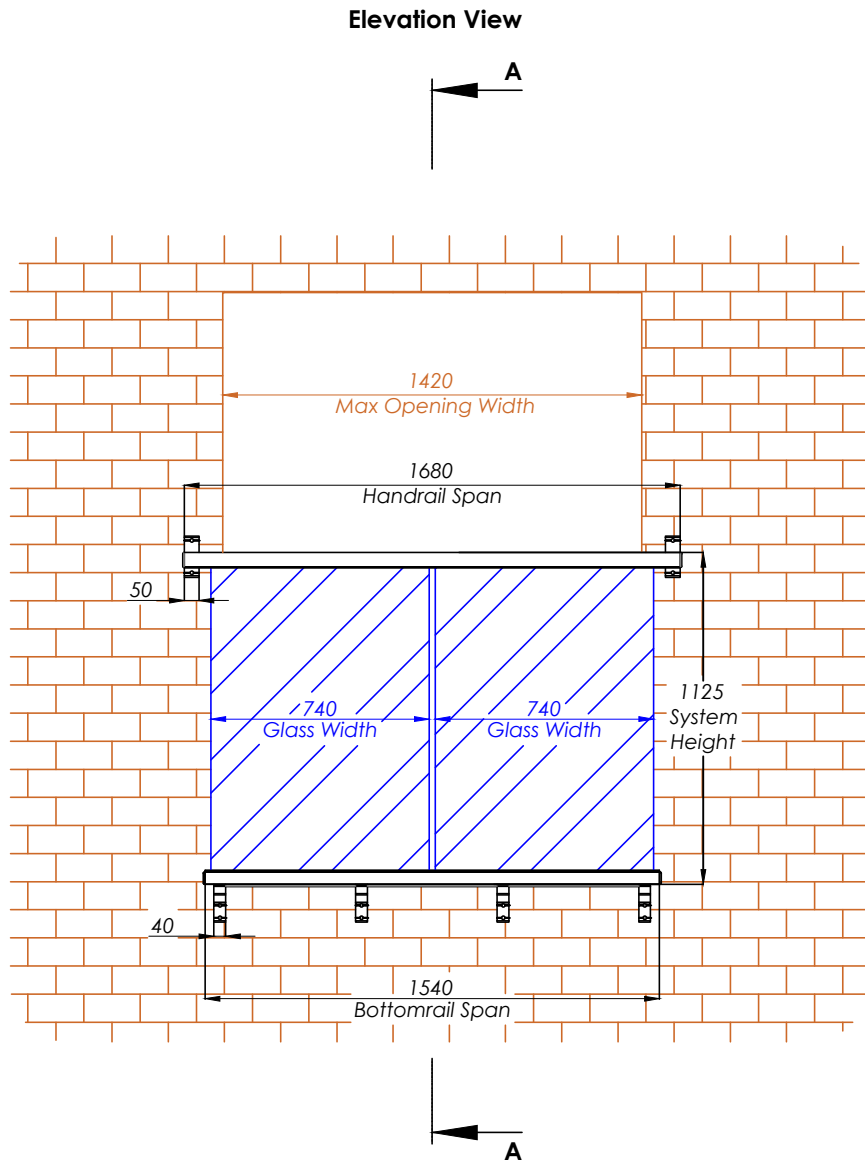 Elevation View
A
1420
Max Opening Width
1680
Handrail Span
50
740
Glass Width
740
Glass Width
1125
System
Height
40
1540
Bottomrail Span
A